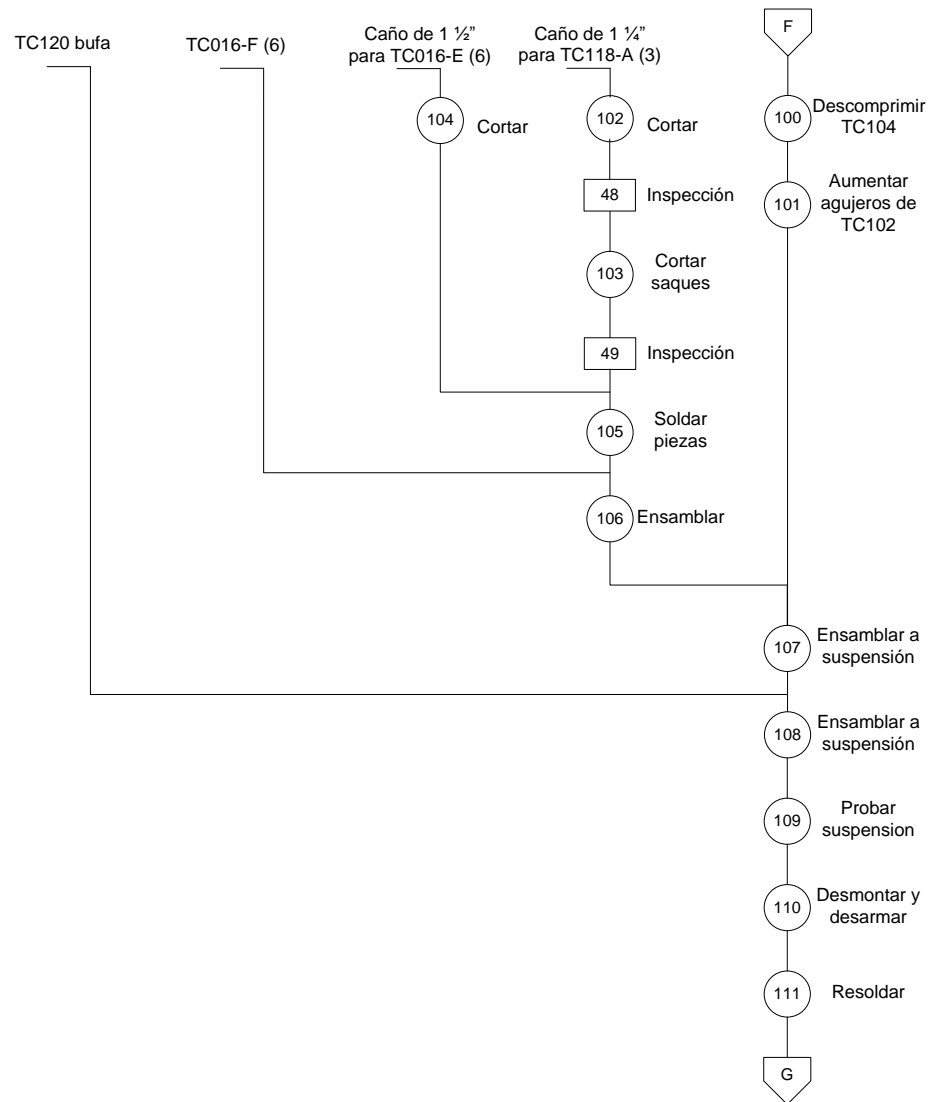 F
TC120 bufa
TC016-F (6)
Caño de 1 ½”
para TC016-E (6)
Caño de 1 ¼”
para TC118-A (3)
104
Cortar
102
Cortar
100
Descomprimir
TC104
48
Inspección
101
Aumentar
agujeros de
TC102
103
Cortar
saques
49
Inspección
105
Soldar
piezas
106
Ensamblar
107
Ensamblar a
suspensión
108
Ensamblar a
suspensión
109
Probar
suspension
110
Desmontar y
desarmar
111
Resoldar
G